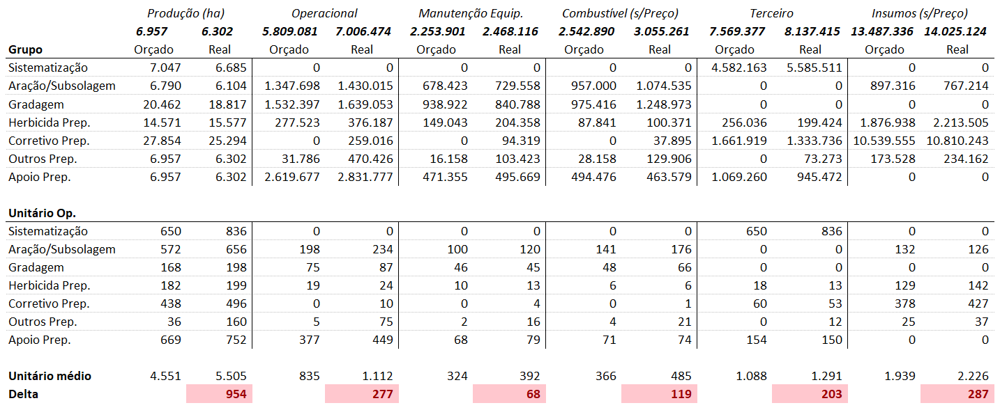 Produção (ha) Operacional Manutenção Equip. Combustível (s/Preço) Terceiro Insumos (s/Preço)
6.957 6.302 5.809.081 7.006.474 2.253.901 2.468.116 2.542.890 3.055.261 7.569.377 8.137.415 13.487.336 14.025.124
Grupo Orçado Real Orçado Real Orçado Real Orçado Real Orçado Real Orçado Real
Sistematização 7.047 6.685 0 0 0 0 0 0 4.582.163 5.585.511 0 0
Aração/Subsolagem 6.790 6.104 1.347.698 1.430.015 678.423 729.558 957.000 1.074.535 0 0 897.316 767.214
Gradagem 20.462 18.817 1.532.397 1.639.053 938.922 840.788 975.416 1.248.973 0 0 0 0
Herbicida Prep. 14.571 15.577 277.523 376.187 149.043 204.358 87.841 100.371 256.036 199.424 1.876.938 2.213.505
Corretivo Prep. 27.854 25.294 0 259.016 0 94.319 0 37.895 1.661.919 1.333.736 10.539.555 10.810.243
Outros Prep. 6.957 6.302 31.786 470.426 16.158 103.423 28.158 129.906 0 73.273 173.528 234.162
Apoio Prep. 6.957 6.302 2.619.677 2.831.777 471.355 495.669 494.476 463.579 1.069.260 945.472 0 0
Unitário Op.
Sistematização 650 836 0 0 0 0 0 0 650 836 0 0
Aração/Subsolagem 572 656 198 234 100 120 141 176 0 0 132 126
Gradagem 168 198 75 87 46 45 48 66 0 0 0 0
Herbicida Prep. 182 199 19 24 10 13 6 6 18 13 129 142
Corretivo Prep. 438 496 0 10 0 4 0 1 60 53 378 427
Outros Prep. 36 160 5 75 2 16 4 21 0 12 25 37
Apoio Prep. 669 752 377 449 68 79 71 74 154 150 0 0
Unitário médio 4.551 5.505 835 1.112 324 392 366 485 1.088 1.291 1.939 2.226
Delta 954 277 68 119 203 287